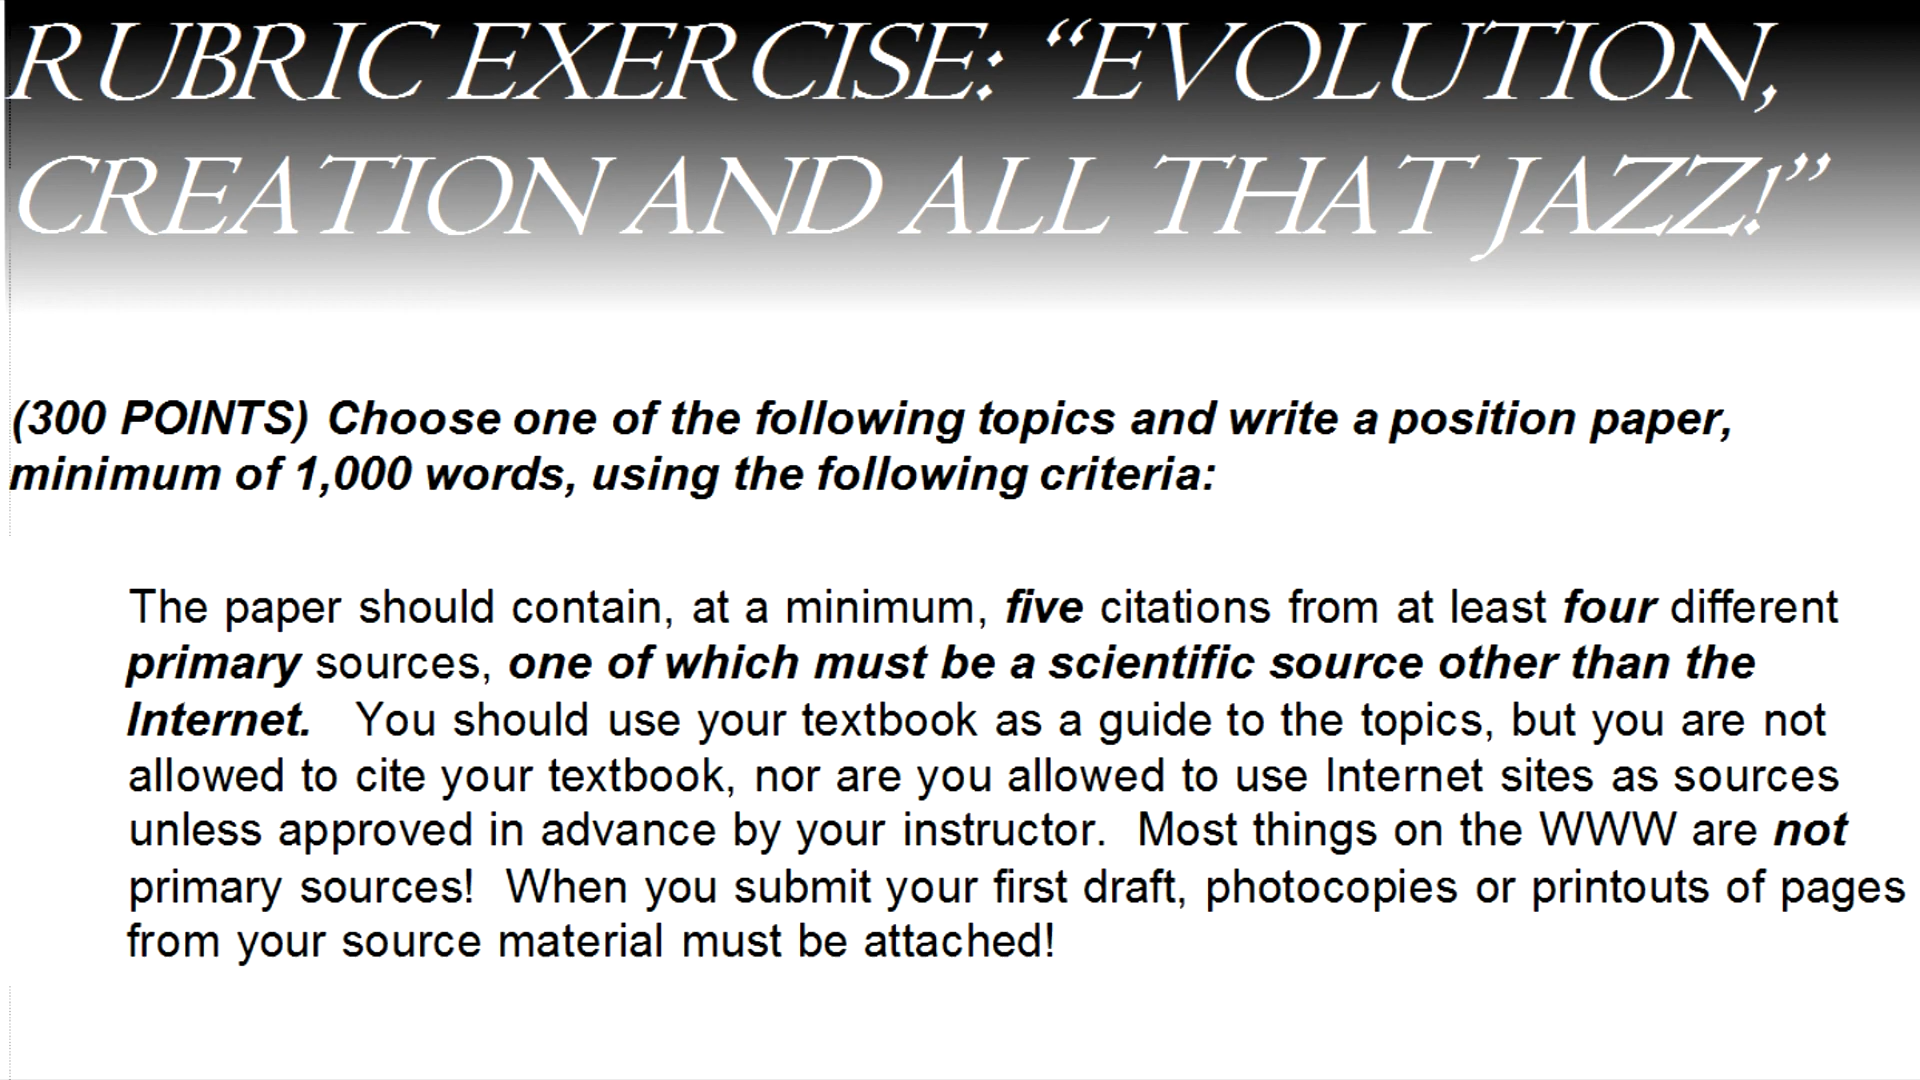 RUBRIC EXERCISE: “EVOLUTION,
CREATION AND ALL THAT JAZZ!”
(300 POINTS) Choose one of the following topics and write a position paper,
minimum of 1,000 words, using the following criteria:
The paper should contain, at a minimum, five citations from at least four different
primary sources, one of which must be a scientific source other than the
Internet. You should use your textbook as a guide to the topics, but you are not
allowed to cite your textbook, nor are you allowed to use Internet sites as sources
unless approved in advance by your instructor. Most things on the WWW are not
primary sources! When you submit your first draft, photocopies or printouts of pages
from your source material must be attached!